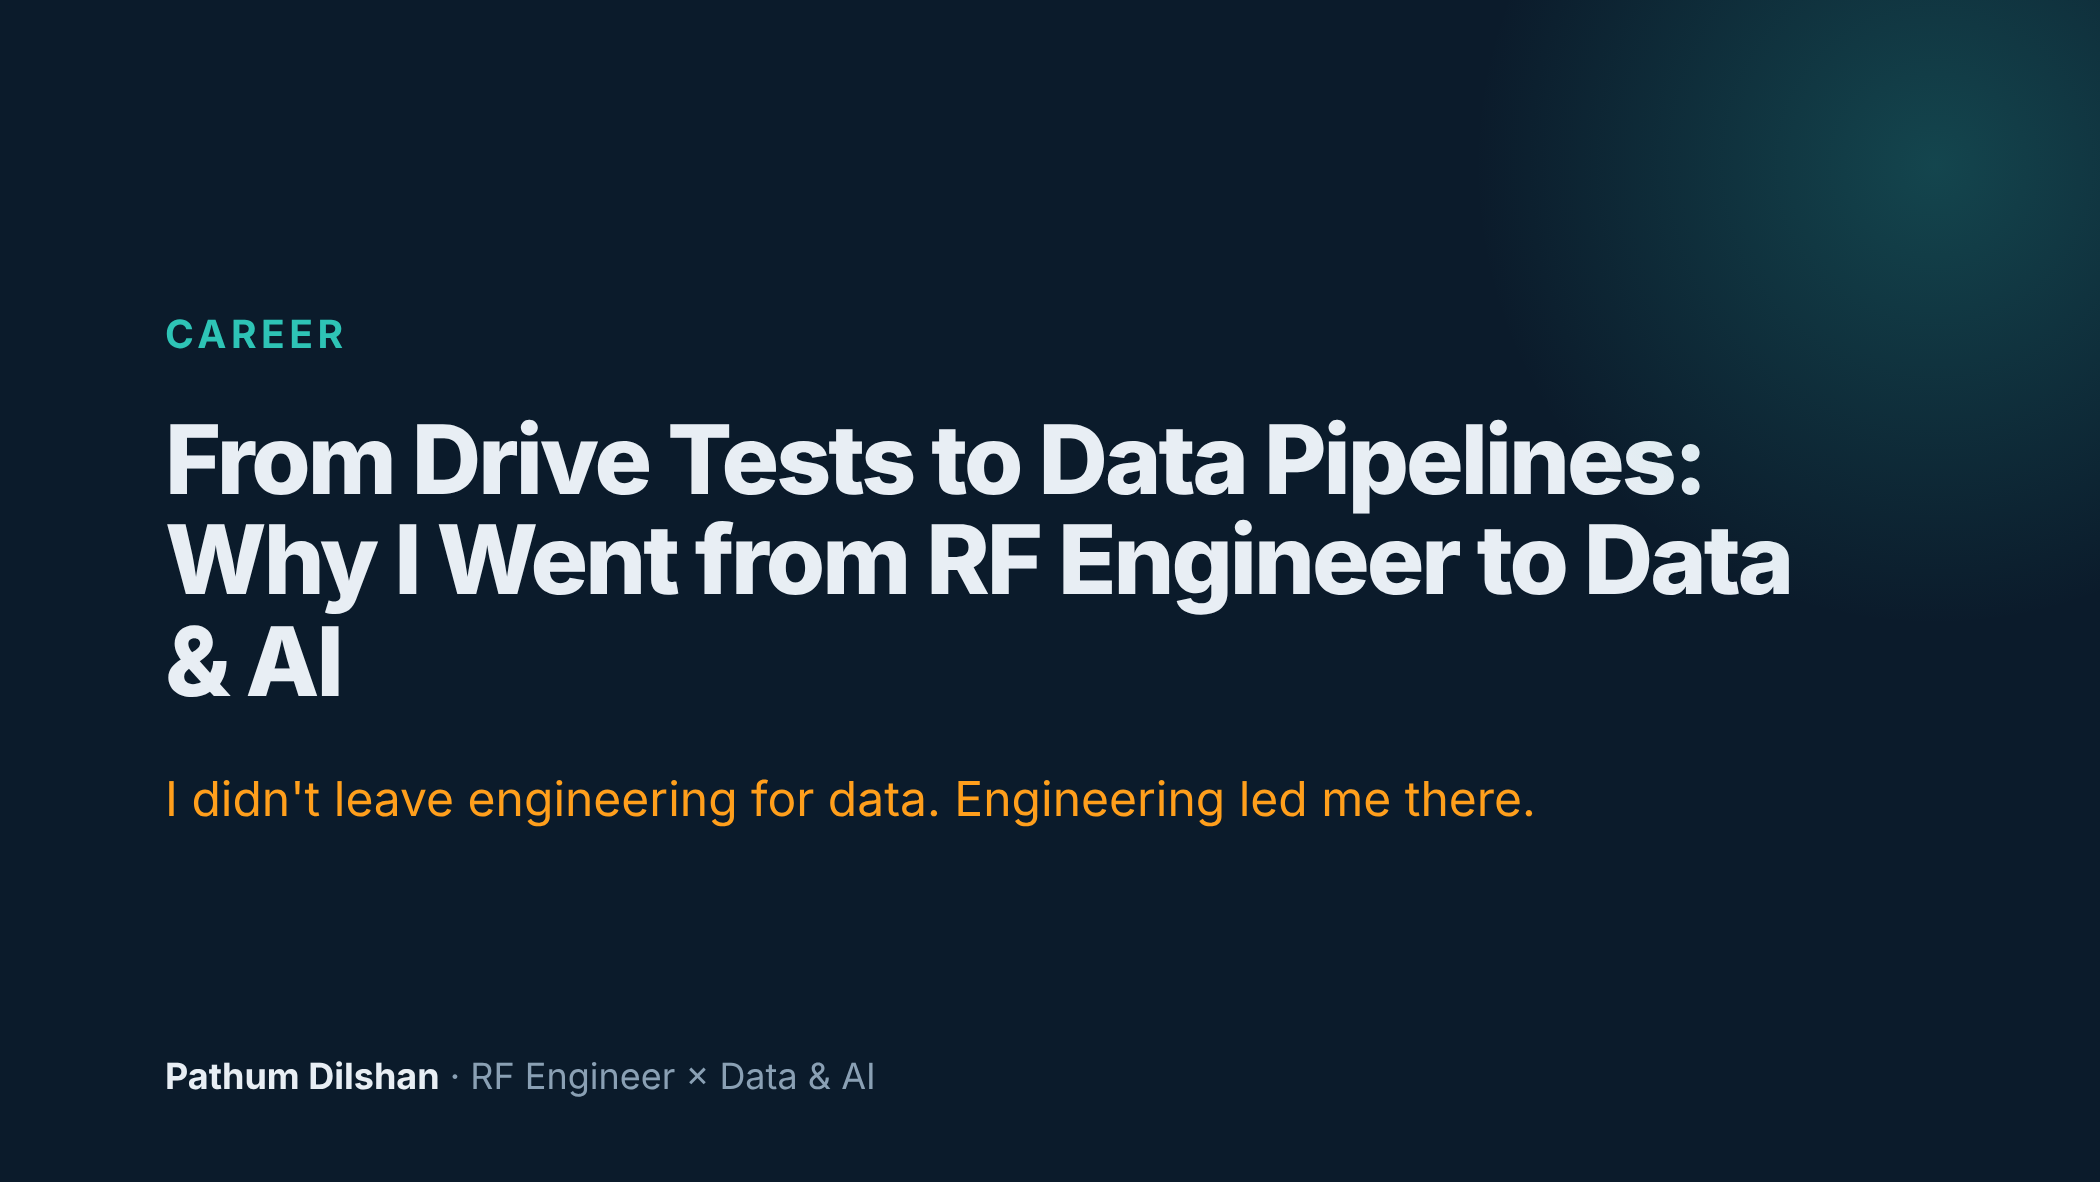 CAREER
From Drive Tests to Data Pipelines:
Why I Went from RF Engineer to Data
& AI
I didn't leave engineering for data. Engineering led me there.
Pathum Dilshan · RF Engineer × Data & AI